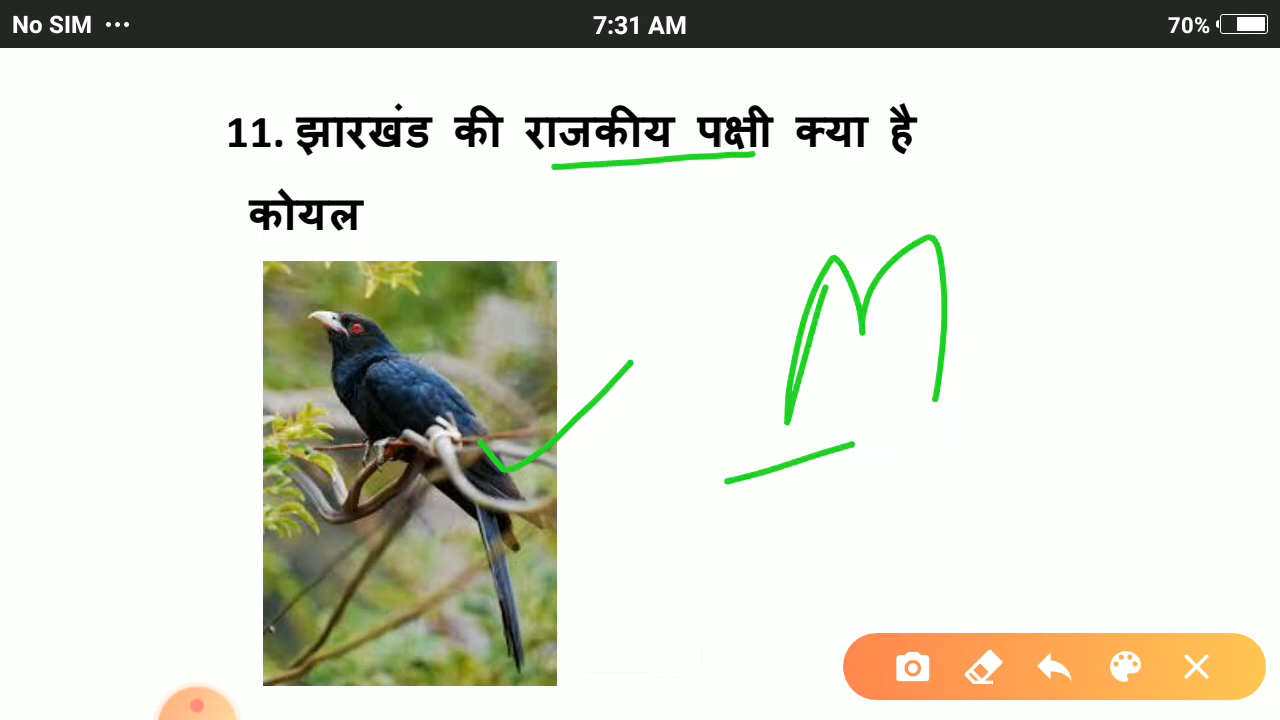 No SIM ··· 7:31 AM 70%
11. झारखंड की राजकीय पक्षी क्या है
कोयल
M